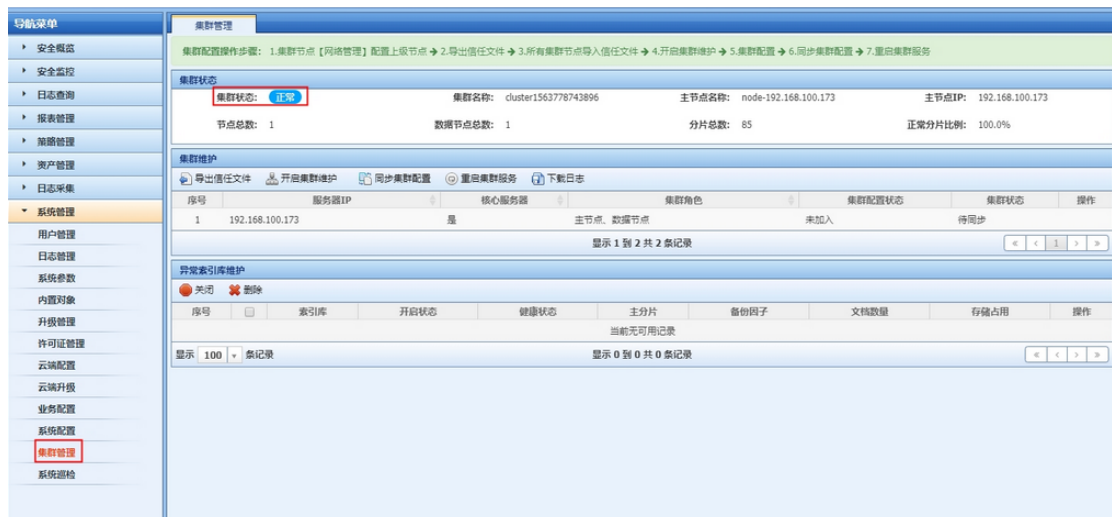 导航菜单
安全概览
安全监控
日志查询
报表管理
策略管理
资产管理
日志采集
系统管理
用户管理
日志管理
系统参数
内置对象
升级管理
许可证管理
云端配置
云端升级
业务配置
系统配置
集群管理
系统巡检
集群管理
集群配置操作步骤： 1.集群节点【网络管理】配置上级节点 → 2.导出信任文件 → 3.所有集群节点导入信任文件 → 4.开启集群维护 → 5.集群配置 → 6.同步集群配置 → 7.重启集群服务
集群状态
集群状态： 正常 集群名称： cluster1563778743896 主节点名称： node-192.168.100.173 主节点IP： 192.168.100.173
节点总数： 1 数据节点总数： 1 分片总数： 85 正常分片比例： 100.0%
集群维护
导出信任文件 开启集群维护 同步集群配置 重启集群服务 下载日志
序号 服务器IP 核心服务器 集群角色 集群配置状态 集群状态 操作
1 192.168.100.173 是 主节点、数据节点 未加入 待同步
显示 1 到 2 共 2 条记录 « ‹ 1 › »
异常索引库维护
关闭 删除
序号 索引库 开启状态 健康状态 主分片 备份因子 文档数量 存储占用 操作
当前无可用记录
显示 100 条记录 显示 0 到 0 共 0 条记录 « ‹ › »